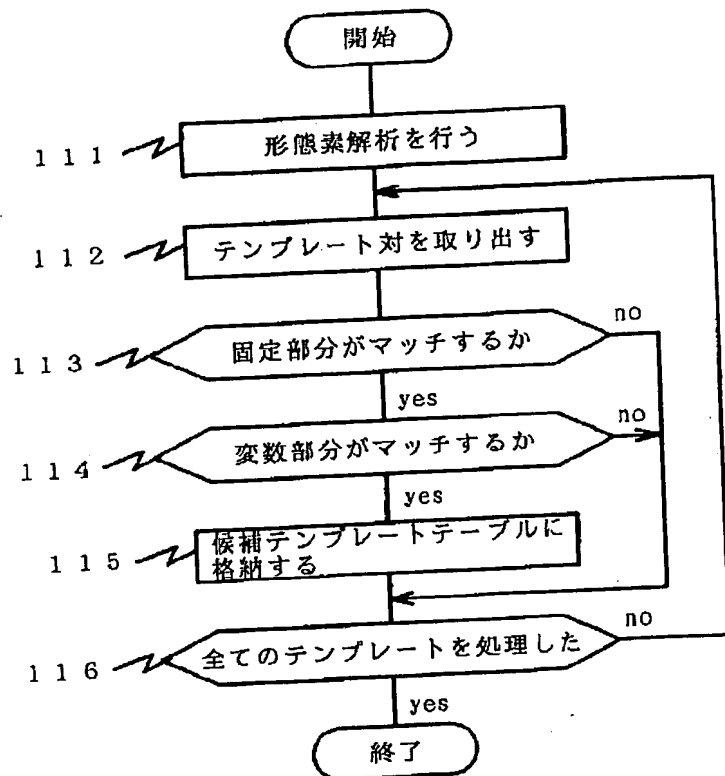 開始
111
形態素解析を行う
112
テンプレート対を取り出す
113
固定部分がマッチするか
no
yes
114
変数部分がマッチするか
no
yes
115
候補テンプレートテーブルに
格納する
116
全てのテンプレートを処理した
no
yes
終了